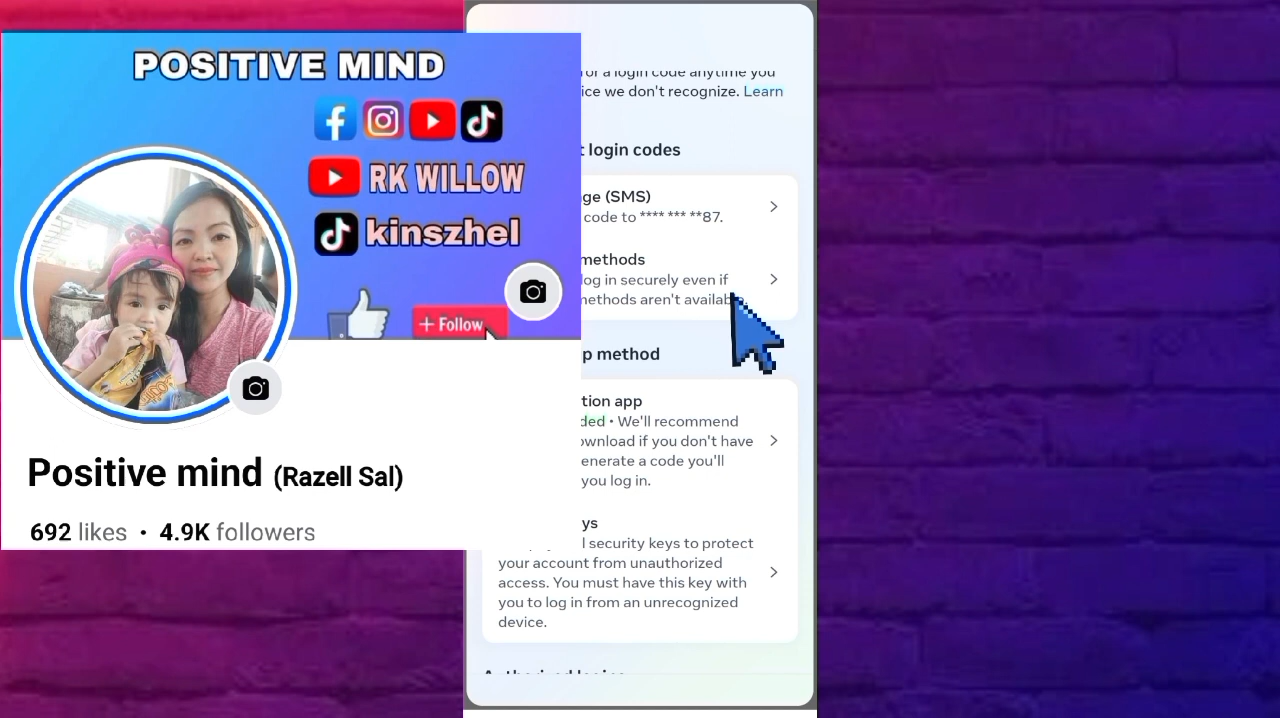 POSITIVE MIND
RK WILLOW
kinszhel
+ Follow
Positive mind (Razell Sal)
692 likes • 4.9K followers
for a login code anytime you
ice we don't recognize. Learn
login codes
ge (SMS)
code to **** *** **87.
methods
log in securely even if
methods aren't
method
tion app
ded • We'll recommend
ownload if you don't have
enerate a code you'll
you log in.
ys
security keys to protect
your account from unauthorized
access. You must have this key with
you to log in from an unrecognized
device.